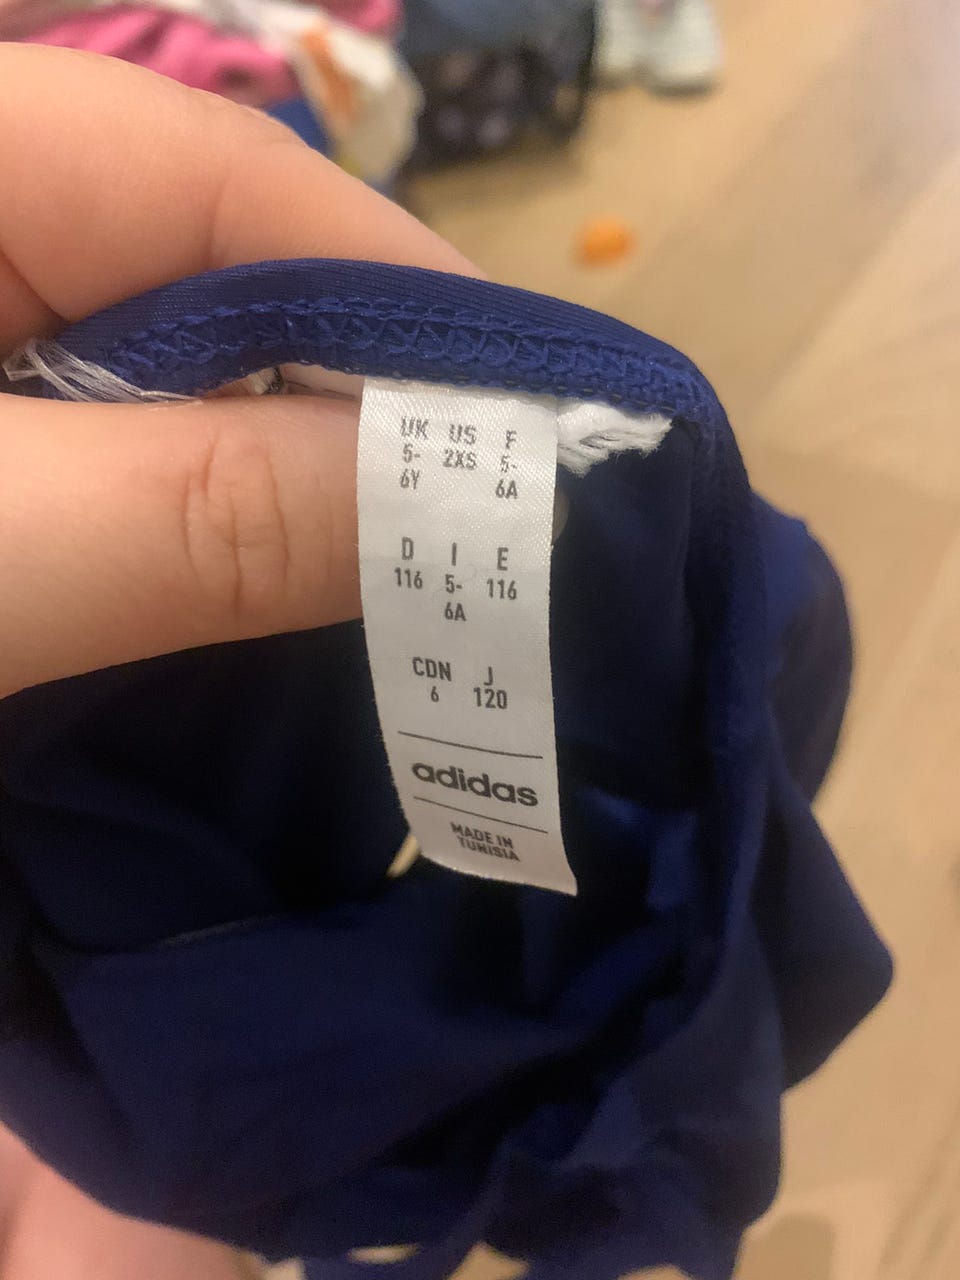 UK US F
5- 2XS 5-
6Y 6A
D I E
116 5- 116
6A
CDN J
6 120
adidas
MADE IN
TUNISIA